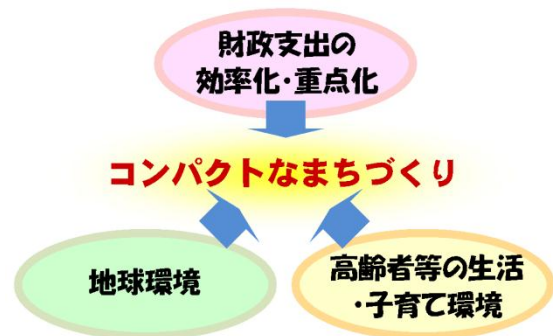 財政支出の
効率化・重点化
コンパクトなまちづくり
地球環境
高齢者等の生活
・子育て環境